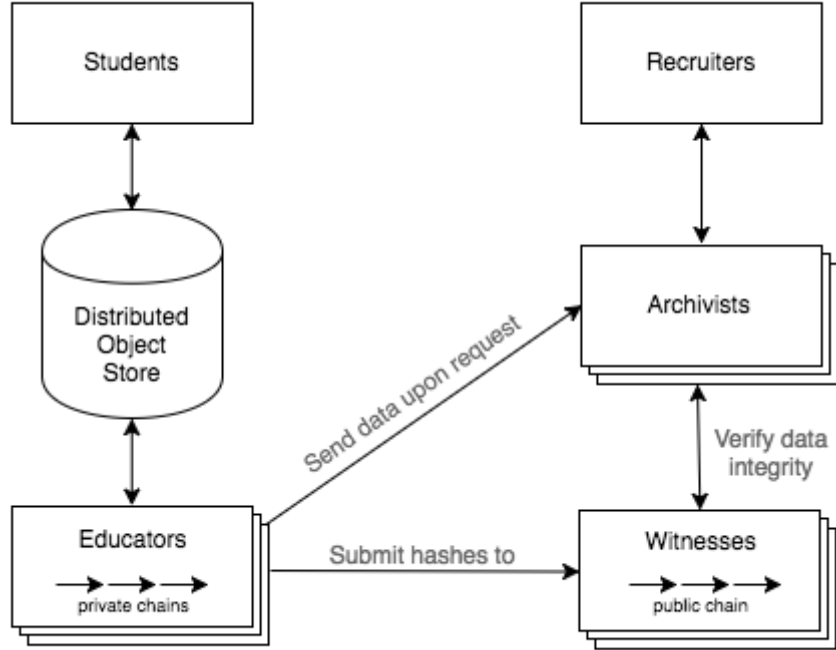 Students
Recruiters
Distributed
Object
Store
Archivists
Send data upon request
Verify data
integrity
Educators
private chains
Submit hashes to
Witnesses
public chain